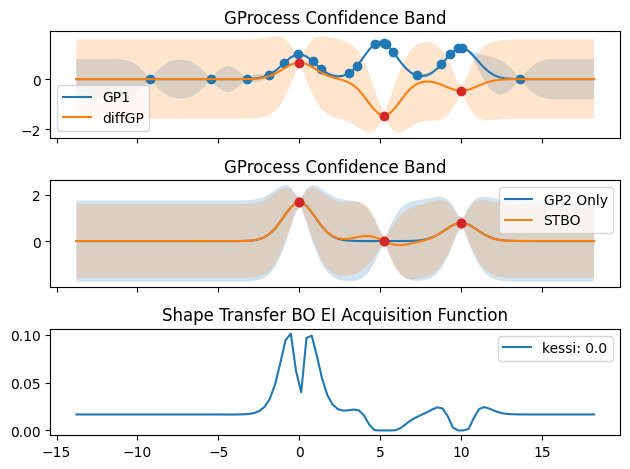 GProcess Confidence Band
0
−2
GP1
diffGP
GProcess Confidence Band
2
0
GP2 Only
STBO
Shape Transfer BO EI Acquisition Function
0.10
0.05
0.00
kessi: 0.0
−15 −10 −5 0 5 10 15